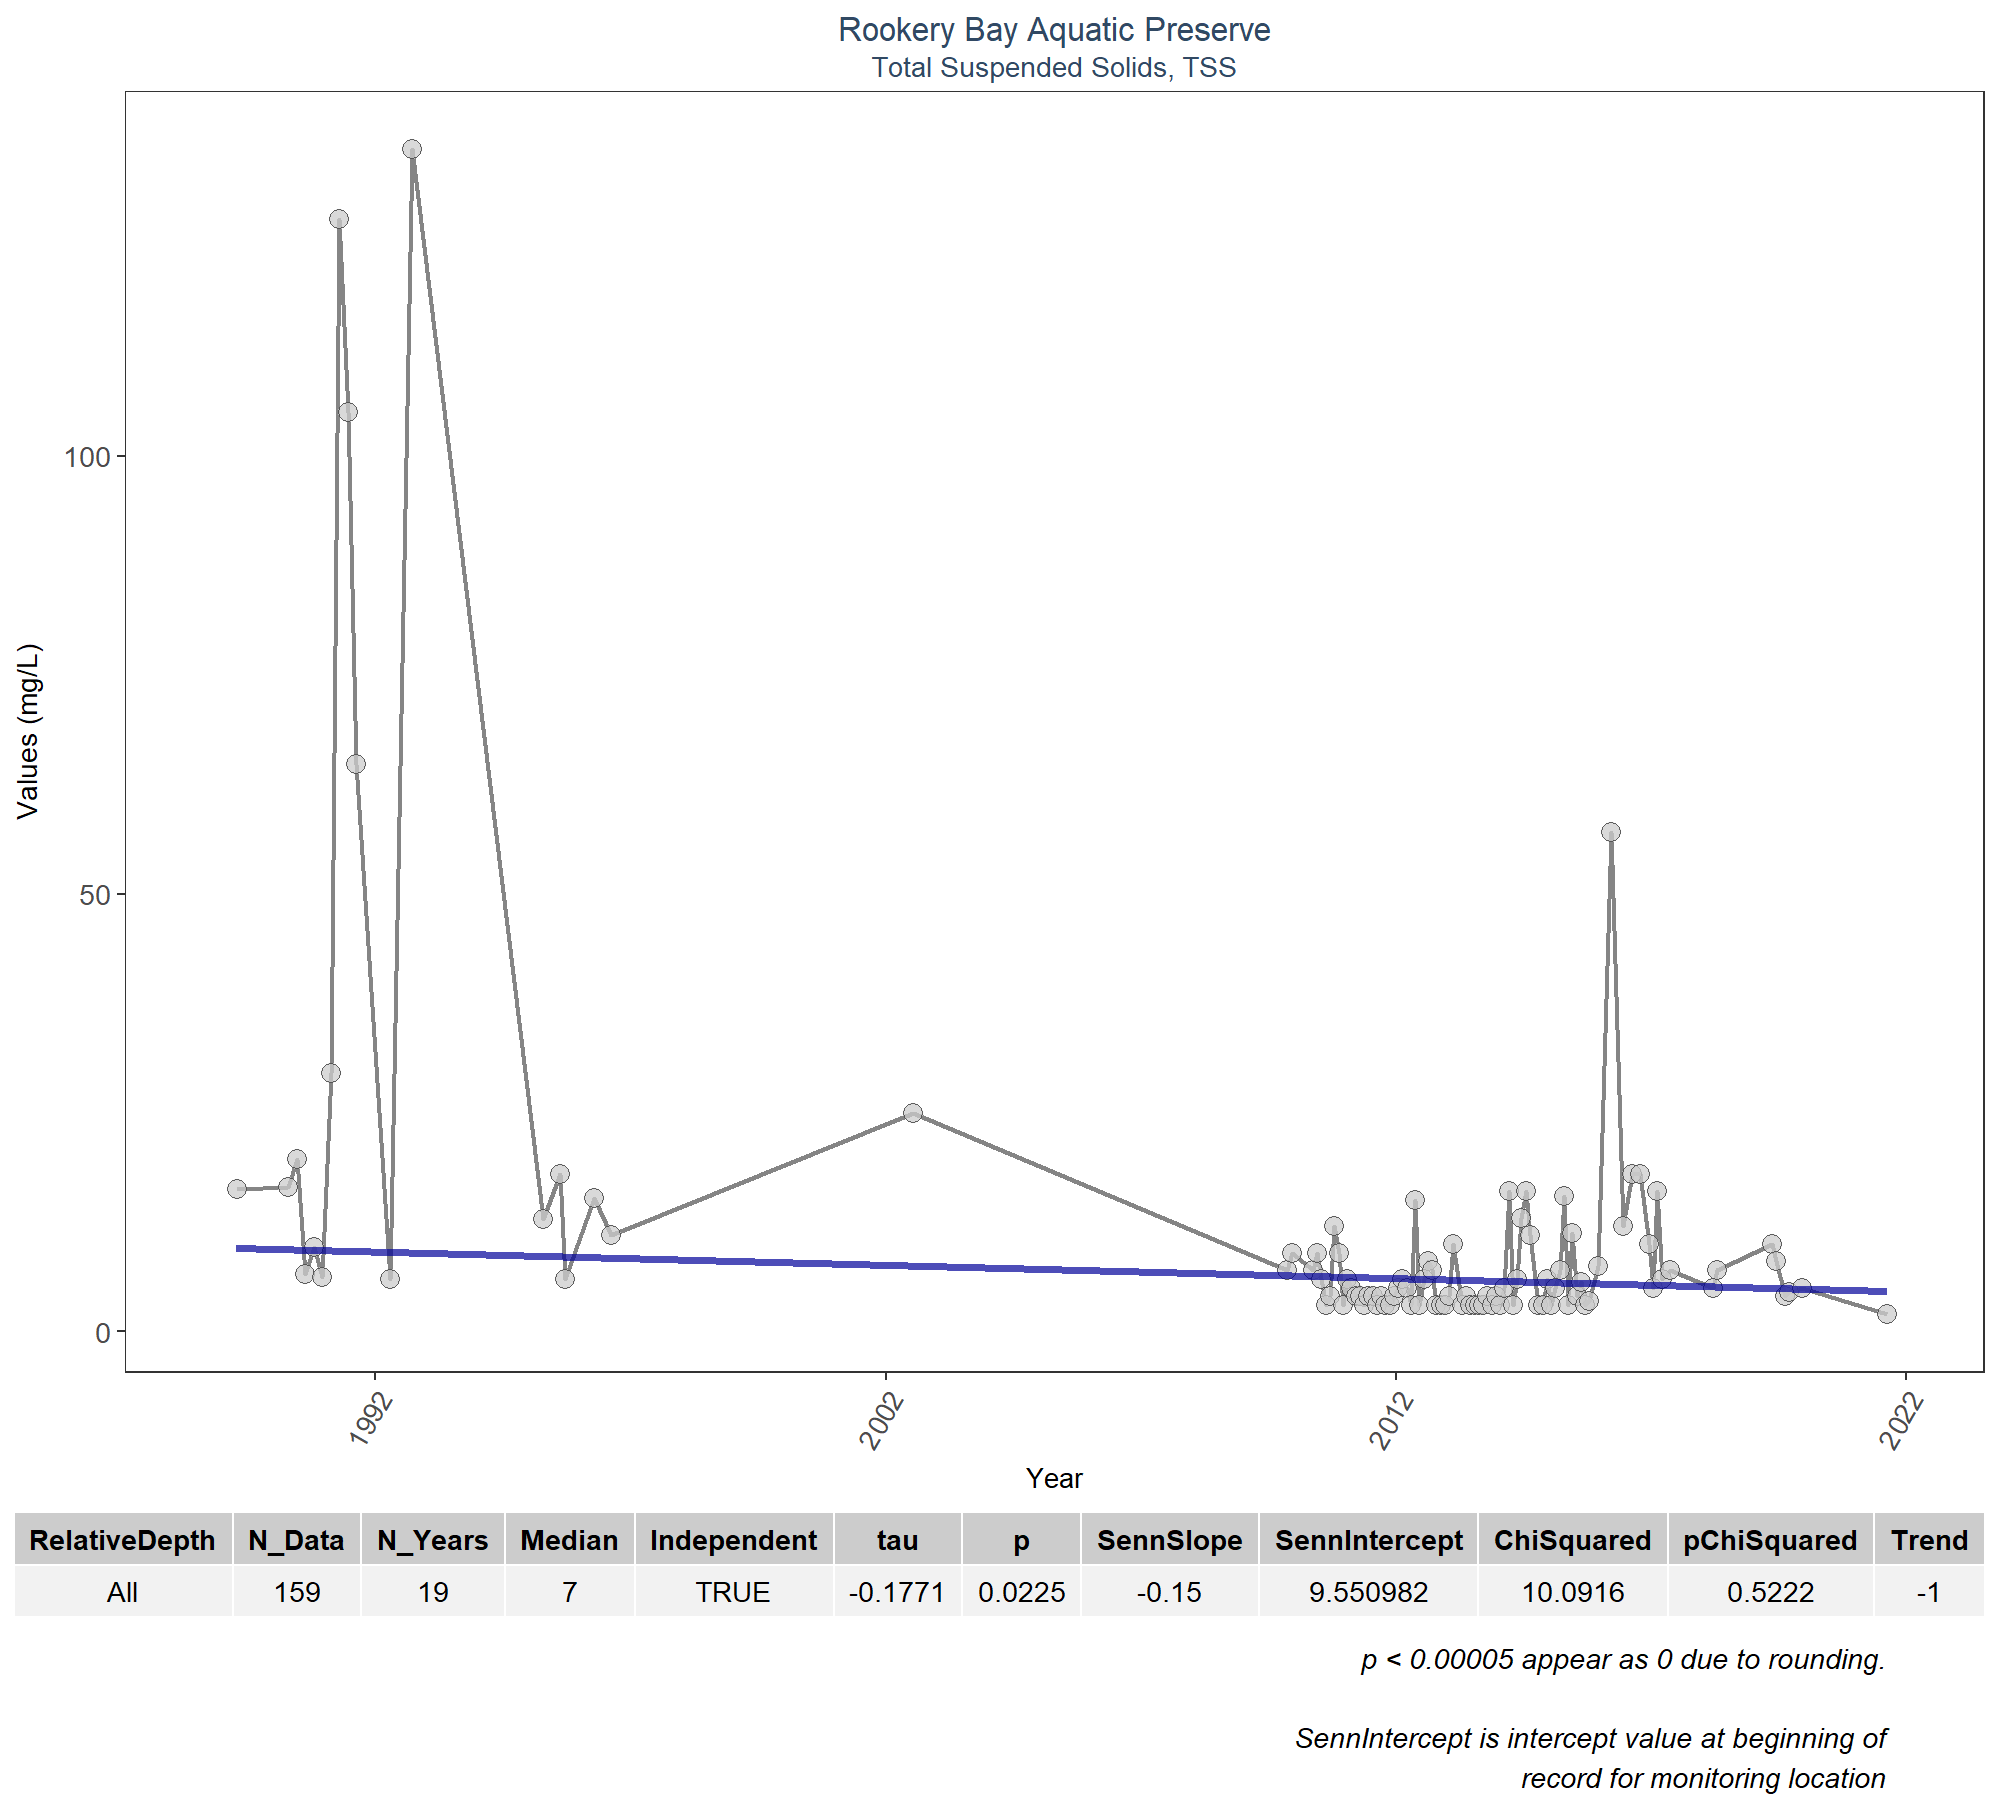 Rookery Bay Aquatic Preserve
Total Suspended Solids, TSS
Values (mg/L)
100
50
0
1992
2002
2012
2022
Year
RelativeDepth N_Data N_Years Median Independent tau p SennSlope SennIntercept ChiSquared pChiSquared Trend
All 159 19 7 TRUE -0.1771 0.0225 -0.15 9.550982 10.0916 0.5222 -1
p < 0.00005 appear as 0 due to rounding.
SennIntercept is intercept value at beginning of
record for monitoring location